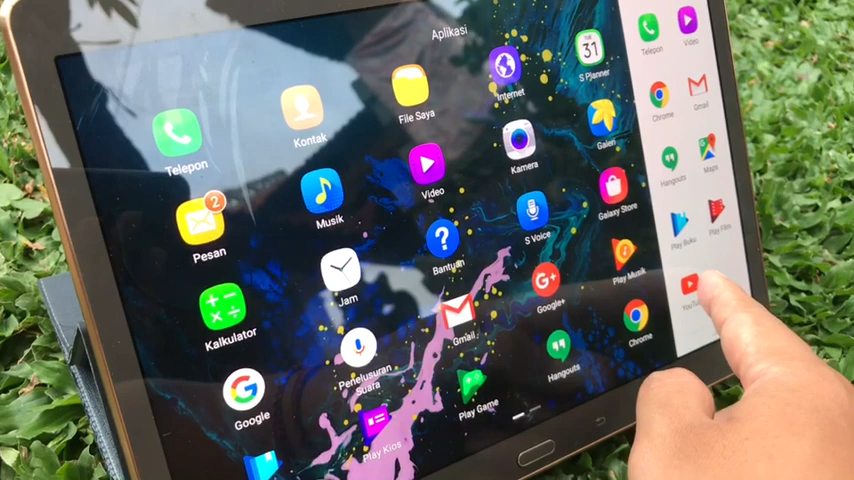 Aplikasi
Telepon
Kontak
File Saya
Internet
TUE
31
S Planner
2
Pesan
Musik
Video
Kamera
Galeri
Kalkulator
Jam
Bantuan
S Voice
Galaxy Store
Google
Penelusuran
Suara
Gmail
G+
Google+
Play Musik
Play Kios
Play Game
Hangouts
Chrome
Telepon
Video
Chrome
Gmail
Hangouts
Maps
Play Buku
Play Film